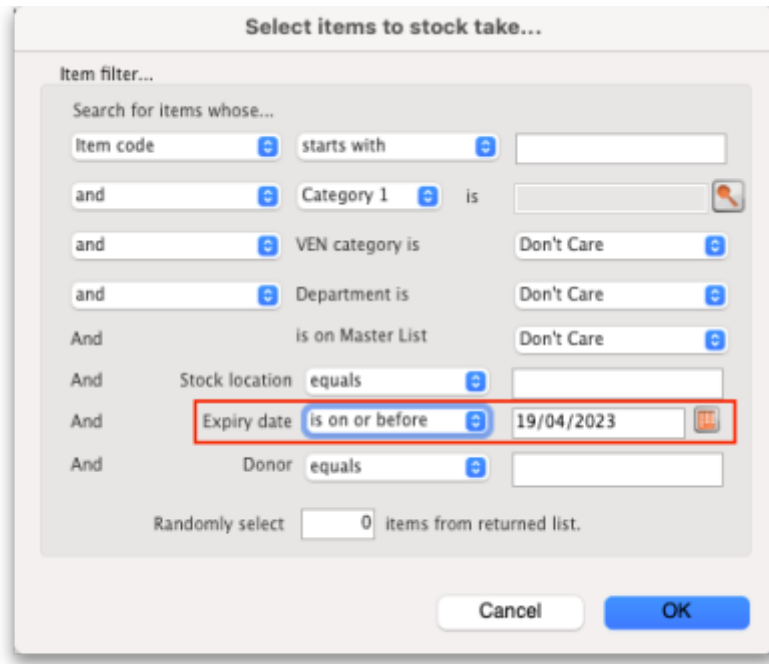 Select items to stock take...
Item filter...
Search for items whose...
Item code starts with
and Category 1 is
and VEN category is Don't Care
and Department is Don't Care
And is on Master List Don't Care
And Stock location equals
And Expiry date is on or before 19/04/2023
And Donor equals
Randomly select 0 items from returned list.
Cancel OK